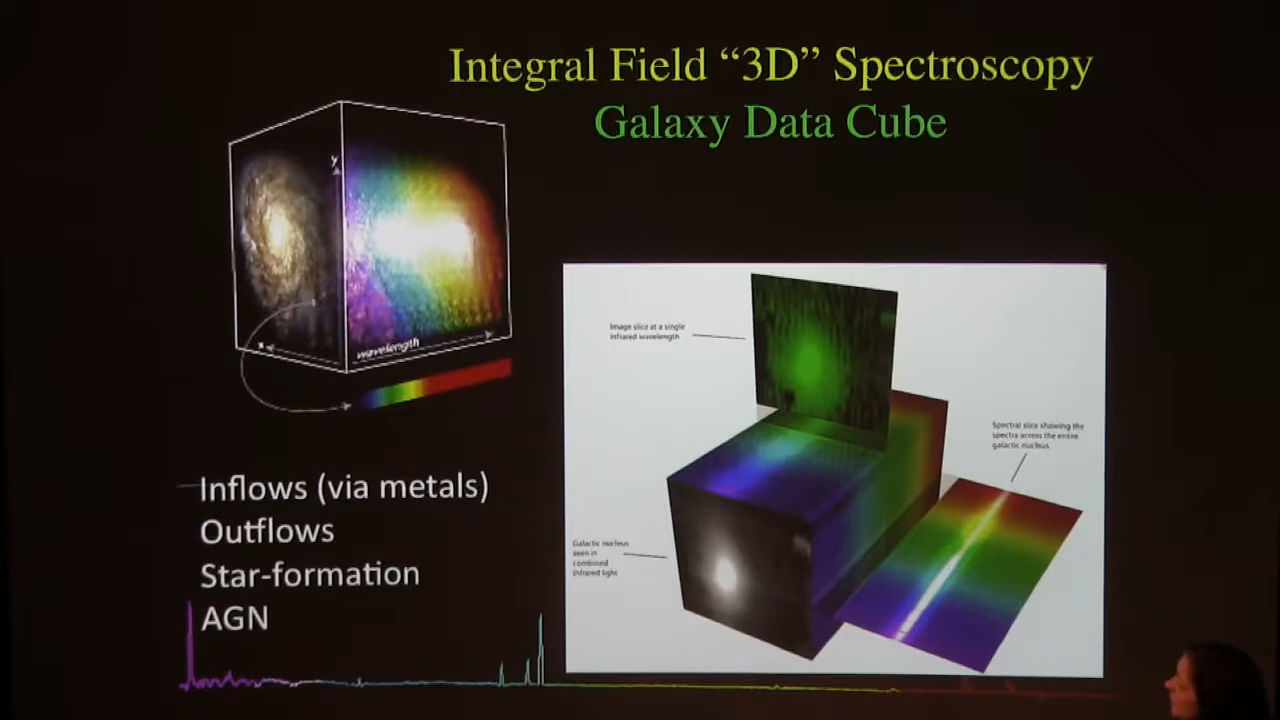 Integral Field “3D” Spectroscopy
Galaxy Data Cube
y
x
wavelength
Inflows (via metals)
Outflows
Star-formation
AGN
Image slice at a single
infrared wavelength
Spectral slice showing the
spectra across the entire
galactic nucleus
Galactic nucleus
seen in
combined
infrared light